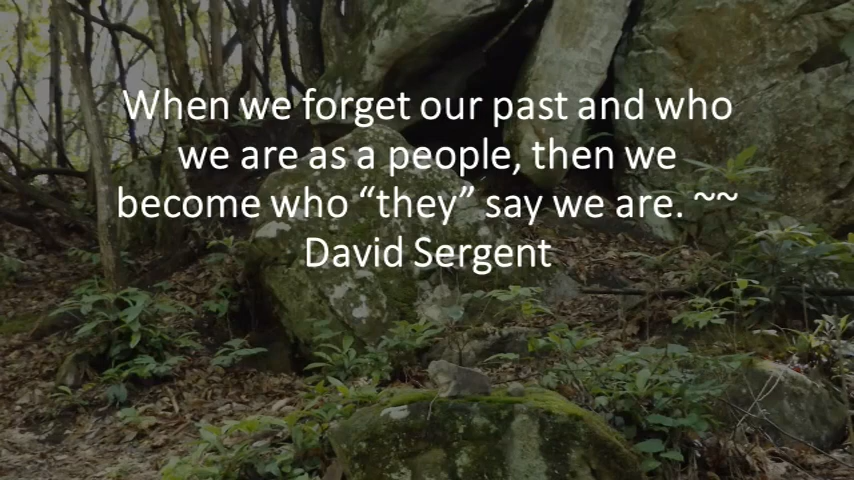 When we forget our past and who
we are as a people, then we
become who “they” say we are. ~~
David Sergent